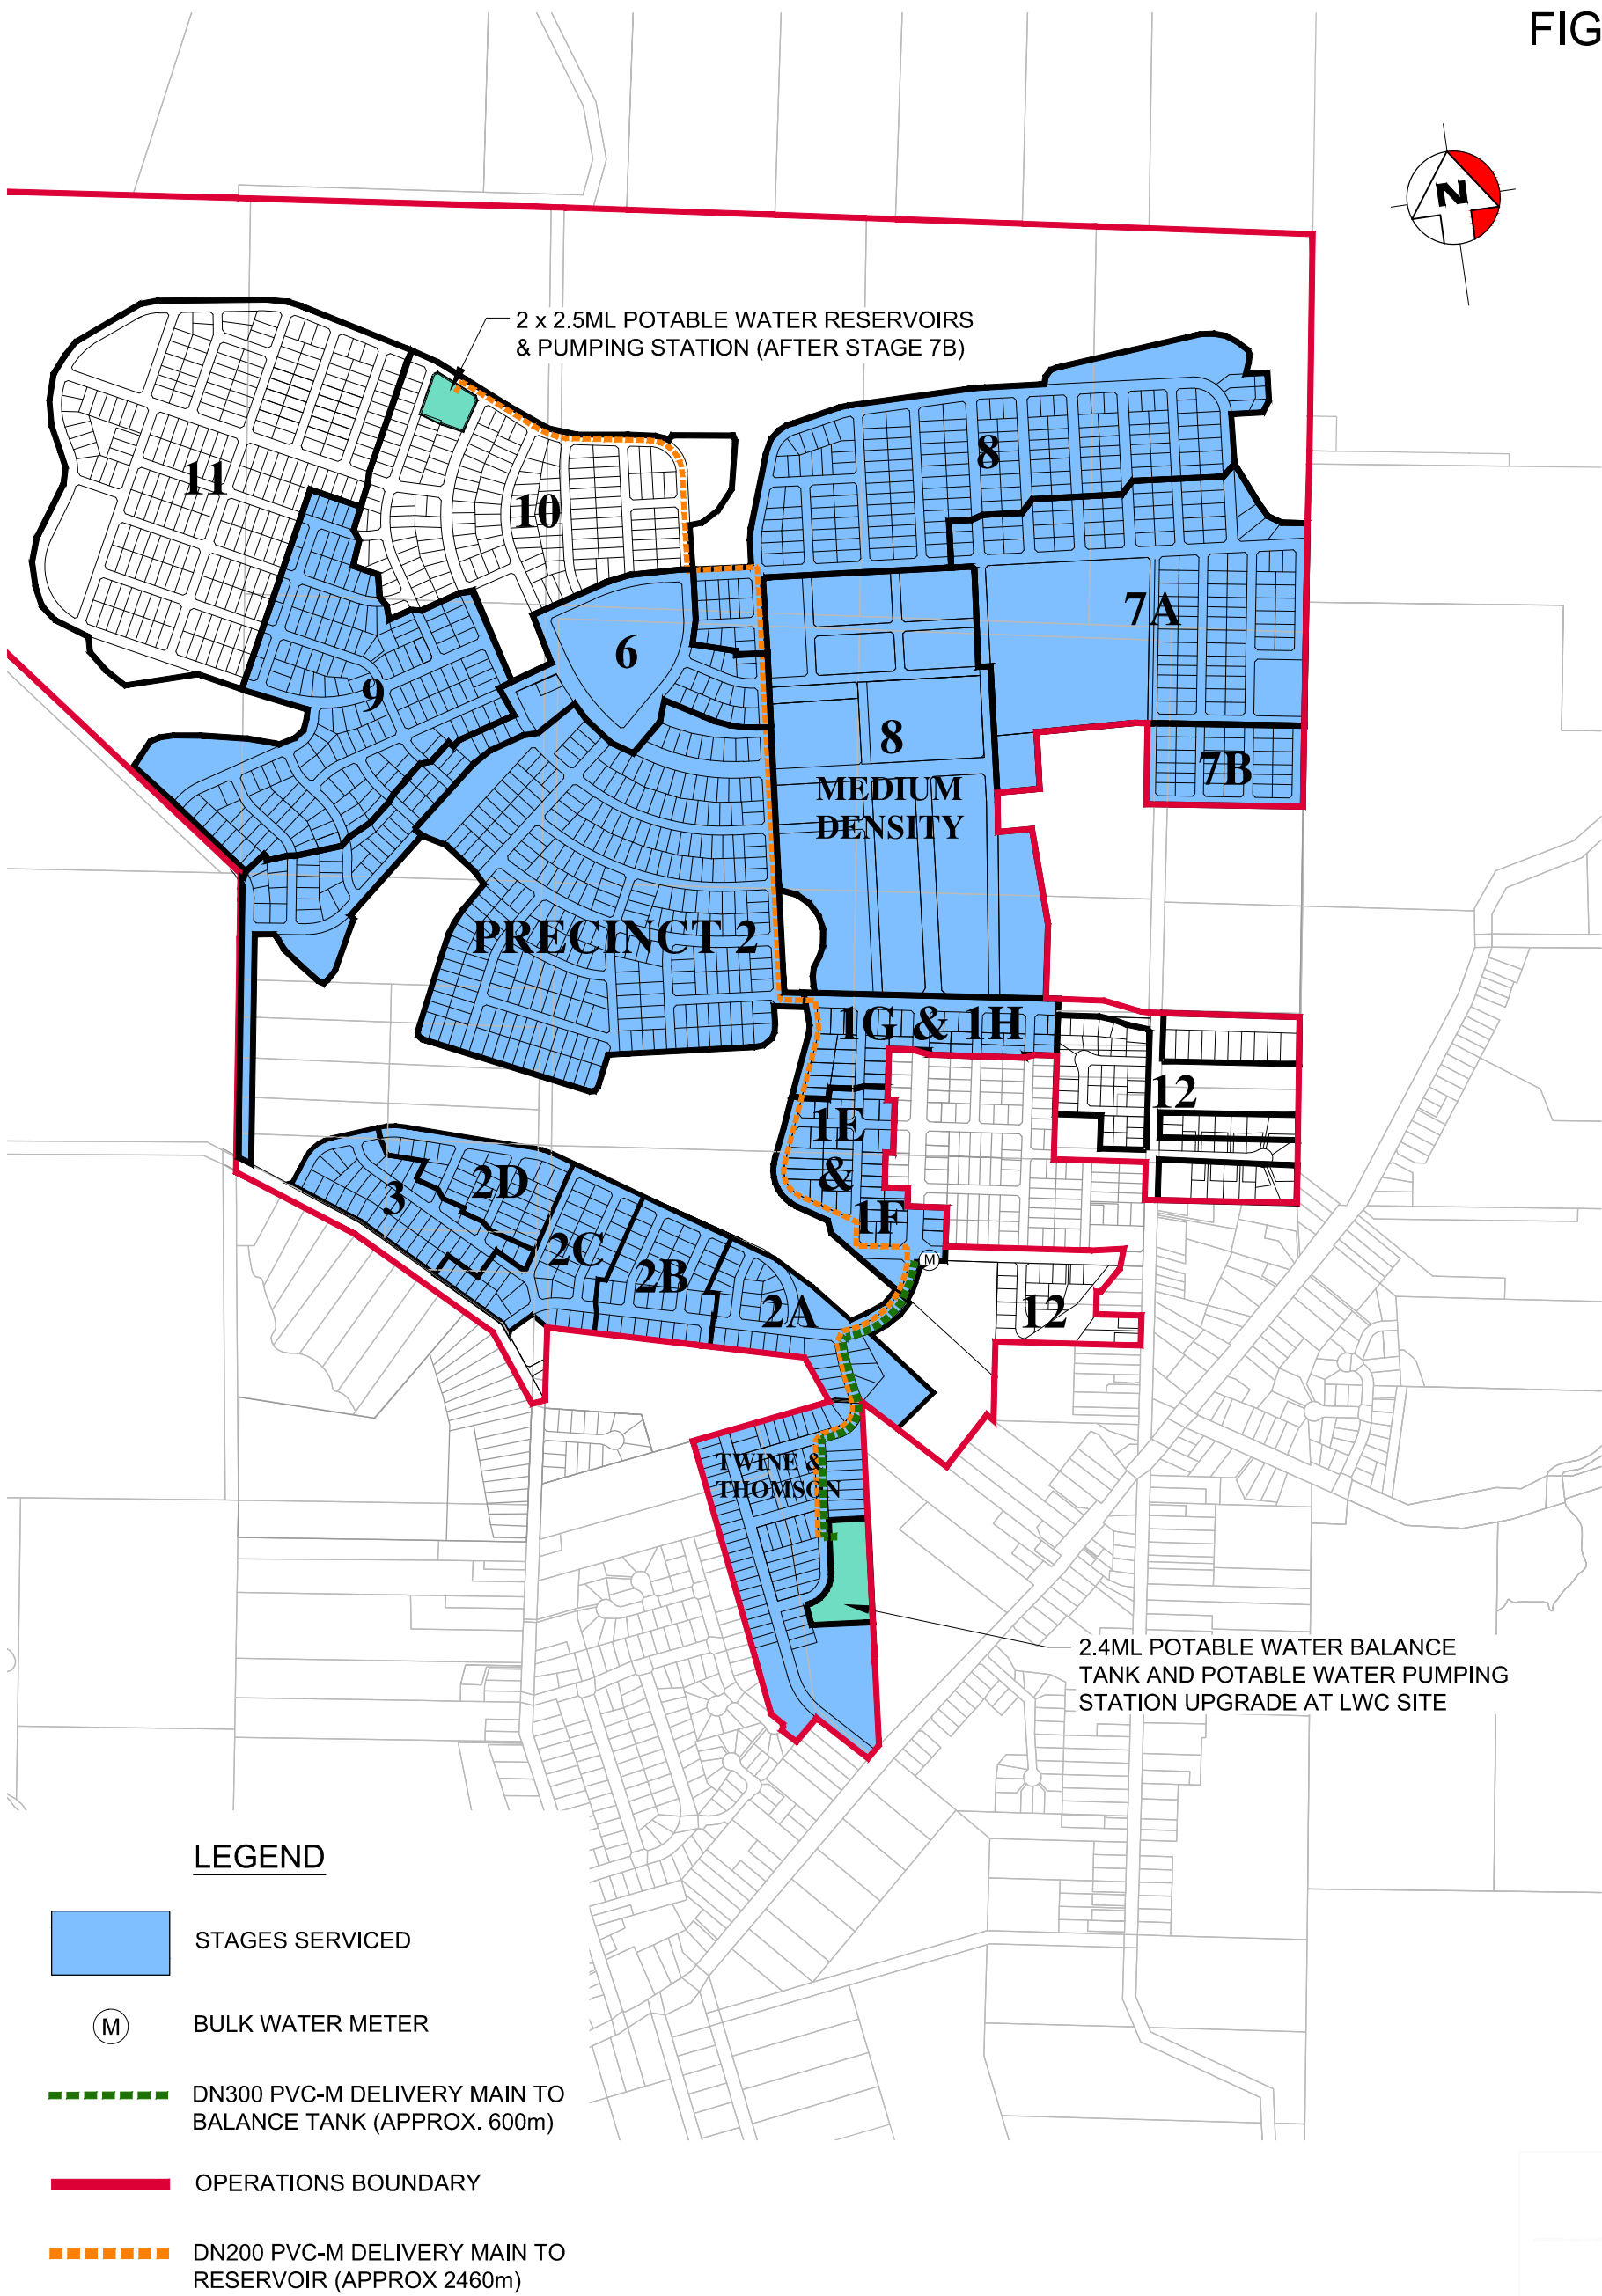 FIG
N
2 x 2.5ML POTABLE WATER RESERVOIRS
& PUMPING STATION (AFTER STAGE 7B)
8
11
10
7A
6
9
8
MEDIUM
DENSITY
7B
PRECINCT 2
1G & 1H
12
1E
&
1F
2D
3
2C
2B
2A
M
12
TWINE &
THOMSON
2.4ML POTABLE WATER BALANCE
TANK AND POTABLE WATER PUMPING
STATION UPGRADE AT LWC SITE
LEGEND
STAGES SERVICED
M
BULK WATER METER
DN300 PVC-M DELIVERY MAIN TO
BALANCE TANK (APPROX. 600m)
OPERATIONS BOUNDARY
DN200 PVC-M DELIVERY MAIN TO
RESERVOIR (APPROX 2460m)